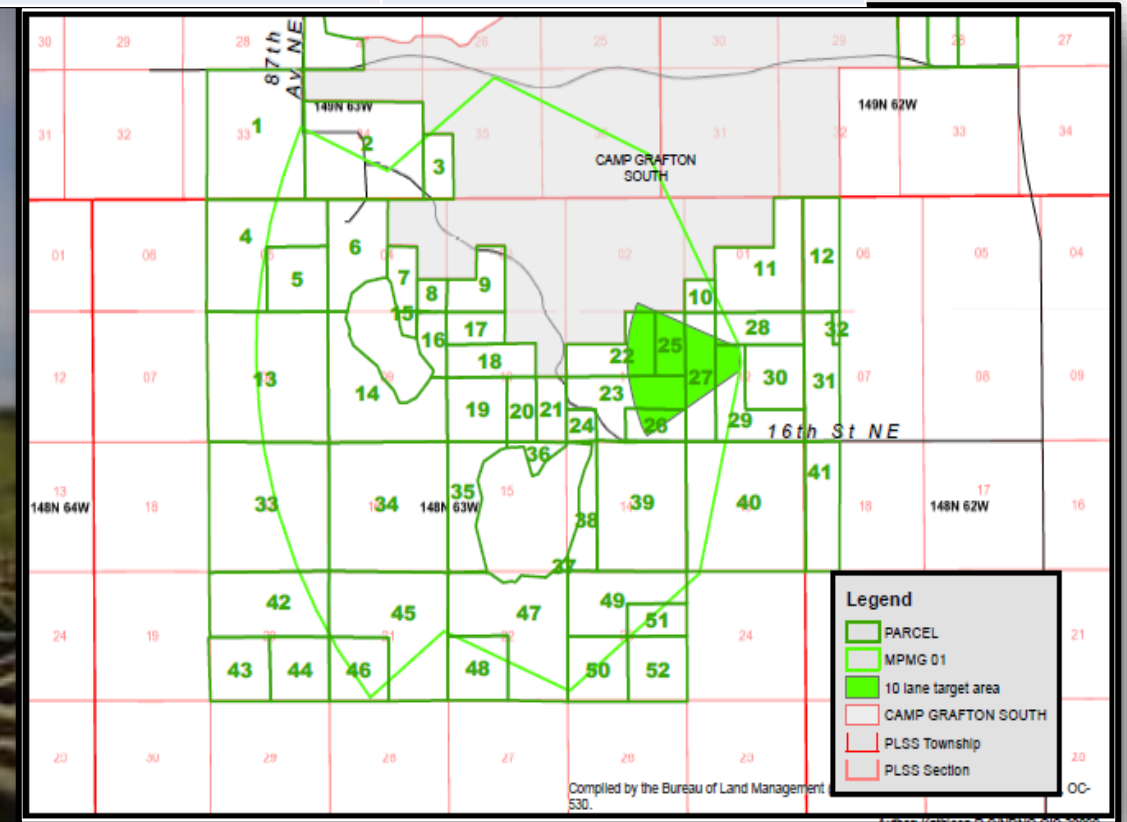 30 29 28 26 25 30 29 28 27
87th
Av NE
149N 63W 149N 62W
31 32 33 1 2 35 31 32 33 34
3
CAMP GRAFTON
SOUTH
01 06 4 6 02 01 06 05 04
5 7 8 9 10 11 12
15 16 17 28 32
12 07 13 14 18 22 25 27 30 31 07 08 09
19 20 21 23 24 26 29
16th St NE
13 18 33 34 35 36 15 38 39 40 41 18 17 16
148N 64W 148N 63W 148N 62W
37
42 45 47 49 51
24 19 21 22 24 21
43 44 46 48 50 52
30 29 28 27 26
Legend
PARCEL
MPMG 01
10 lane target area
CAMP GRAFTON SOUTH
PLSS Township
PLSS Section
Compiled by the Bureau of Land Management , OC-
530.